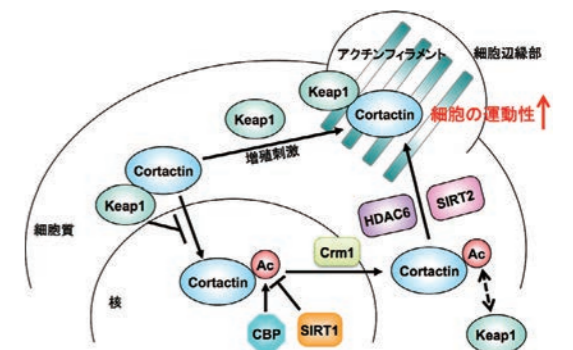 アクチンフィラメント
細胞辺縁部
Keap1
Cortactin
細胞の運動性
Keap1
増殖刺激
Cortactin
Keap1
細胞質
HDAC6
SIRT2
Crm1
Ac
Cortactin
Cortactin
Ac
核
CBP
SIRT1
Keap1